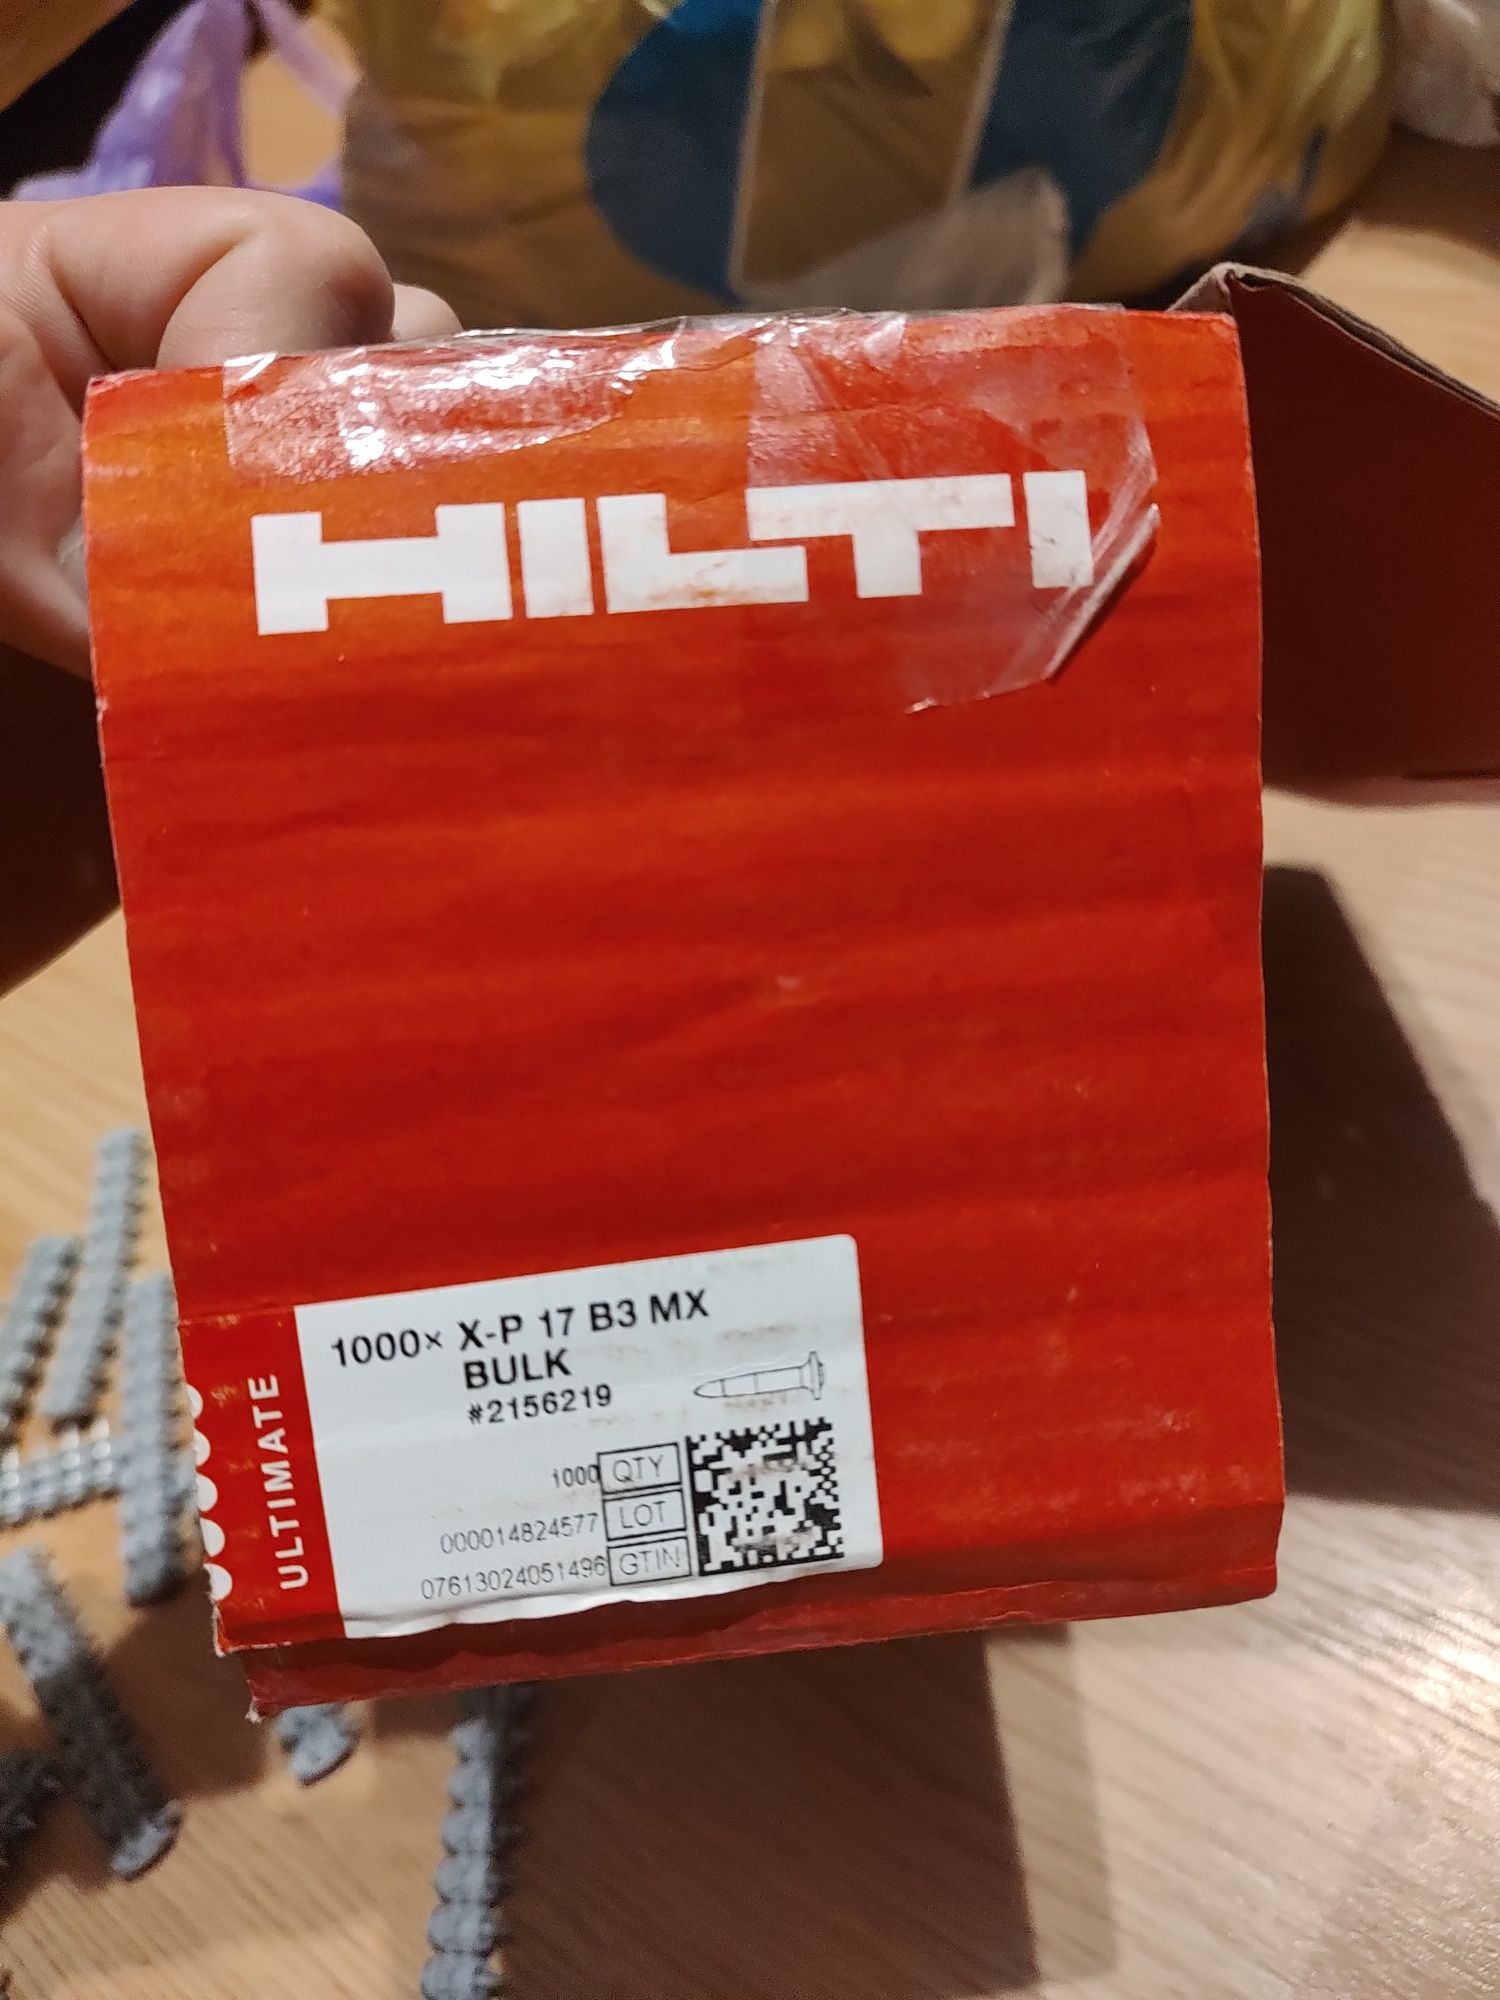 HILTI
1000× X-P 17 B3 MX
BULK
#2156219
1000 QTY
000014824577 LOT
07613024051496 GTIN
ULTIMATE